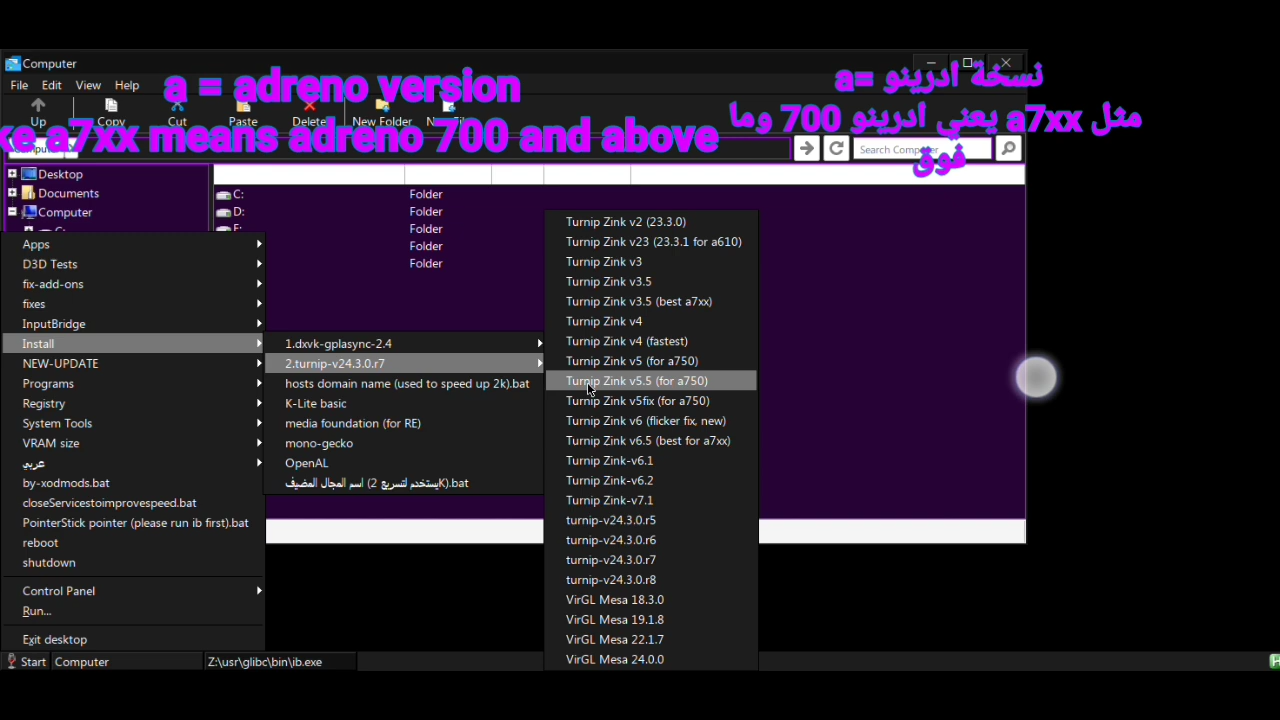 Computer
File Edit View Help
a = adreno version
نسخة ادرينو =a
Up Copy Cut Paste Delete New Folder
ke a7xx means adreno 700 and above
مثل a7xx يعني ادرينو 700 وما فوق
Search Computer
Desktop
Documents
Computer
C: Folder
D: Folder
F: Folder
Folder
Folder
Apps
D3D Tests
fix-add-ons
fixes
InputBridge
Install
NEW-UPDATE
Programs
Registry
System Tools
VRAM size
عربي
by-xodmods.bat
closeServicestoimprovespeed.bat
PointerStick pointer (please run ib first).bat
reboot
shutdown
Control Panel
Run...
Exit desktop
1.dxvk-gplasync-2.4
2.turnip-v24.3.0.r7
hosts domain name (used to speed up 2k).bat
K-Lite basic
media foundation (for RE)
mono-gecko
OpenAL
اسم المجال المضيف (يستخدم لتسريع 2K).bat
Turnip Zink v2 (23.3.0)
Turnip Zink v23 (23.3.1 for a610)
Turnip Zink v3
Turnip Zink v3.5
Turnip Zink v3.5 (best a7xx)
Turnip Zink v4
Turnip Zink v4 (fastest)
Turnip Zink v5 (for a750)
Turnip Zink v5.5 (for a750)
Turnip Zink v5fix (for a750)
Turnip Zink v6 (flicker fix, new)
Turnip Zink v6.5 (best for a7xx)
Turnip Zink-v6.1
Turnip Zink-v6.2
Turnip Zink-v7.1
turnip-v24.3.0.r5
turnip-v24.3.0.r6
turnip-v24.3.0.r7
turnip-v24.3.0.r8
VirGL Mesa 18.3.0
VirGL Mesa 19.1.8
VirGL Mesa 22.1.7
VirGL Mesa 24.0.0
Start Computer Z:\usr\glibc\bin\ib.exe